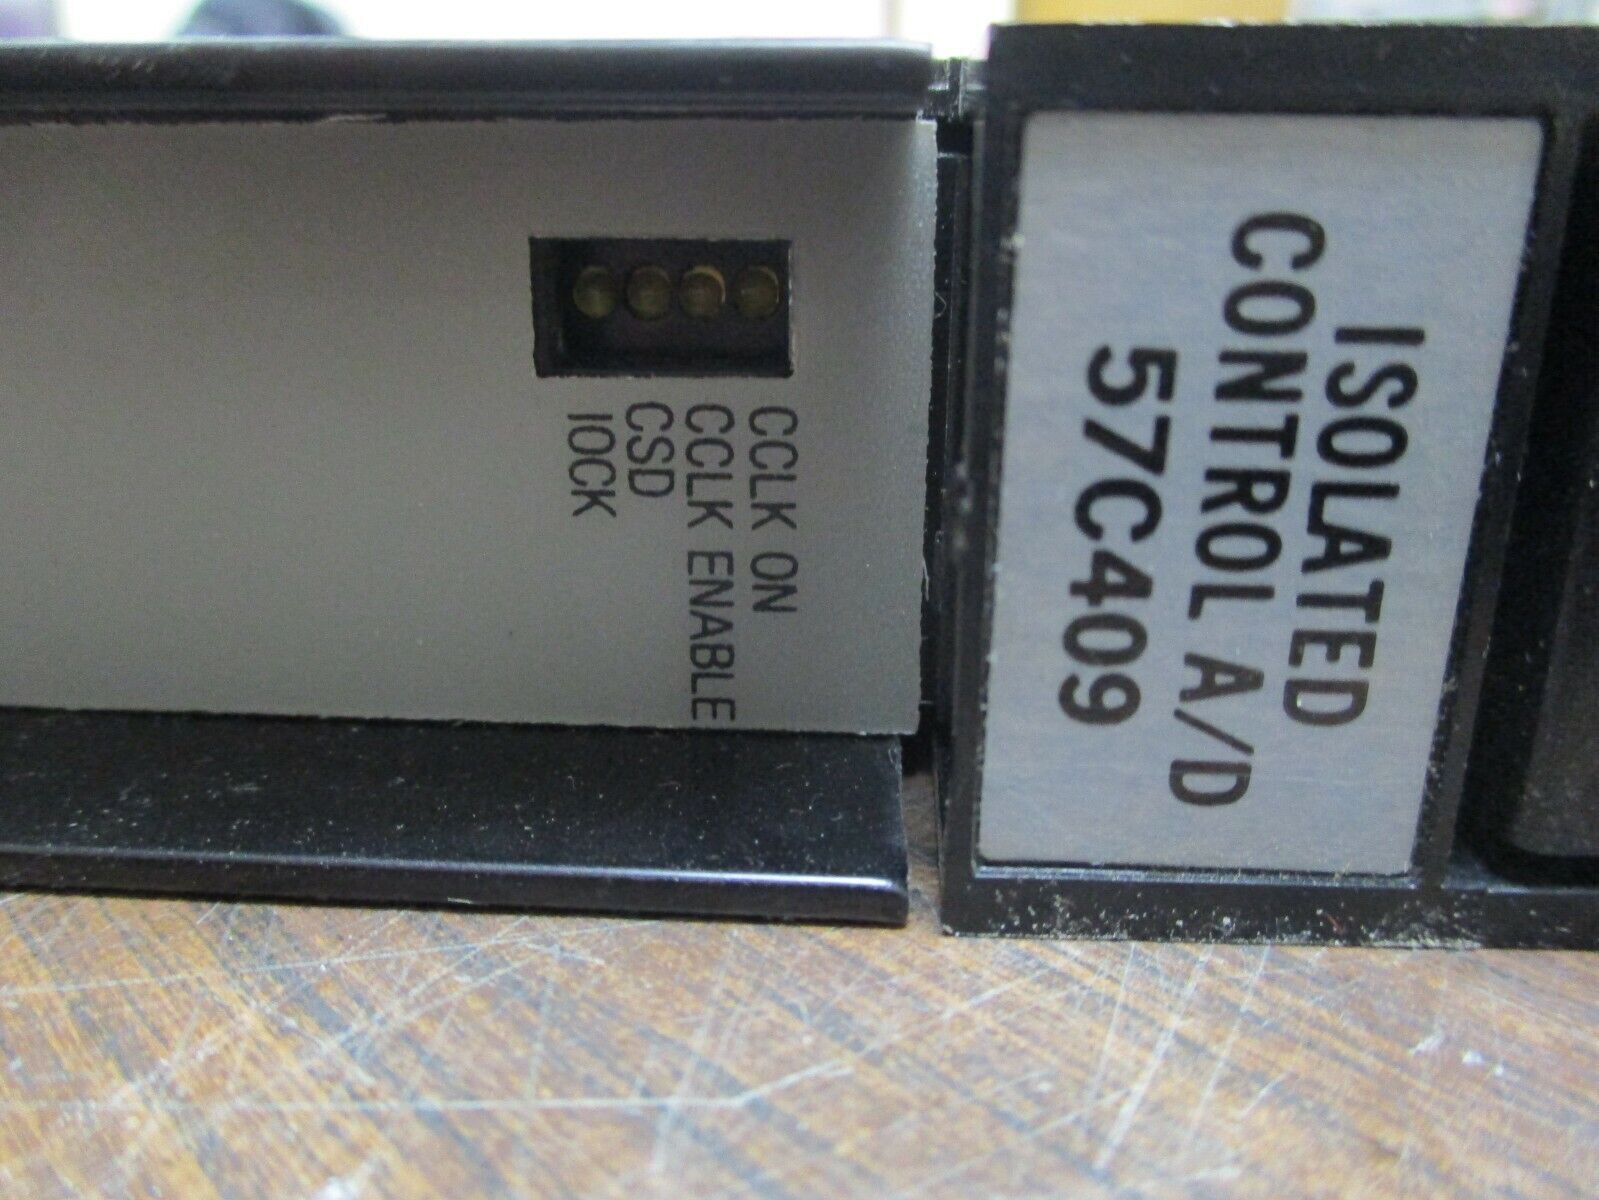 ISOLATED
CONTROL A/D
57C409
CCLK ON
CCLK ENABLE
CSD
IOCK